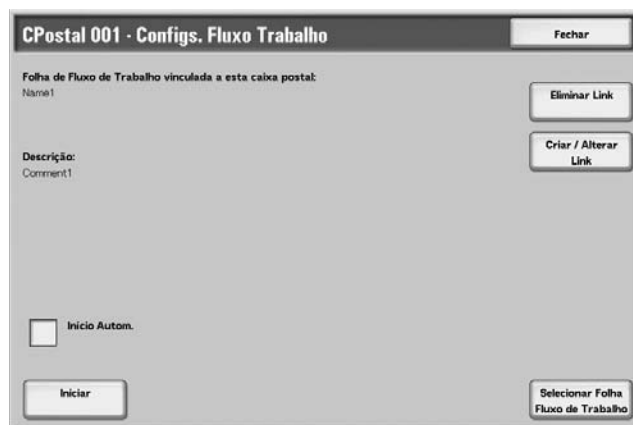 CPostal 001 - Configs. Fluxo Trabalho
Fechar
Folha de Fluxo de Trabalho vinculada a esta caixa postal:
Name1
Eliminar Link
Criar / Alterar
Link
Descrição:
Comment1
Início Autom.
Iniciar
Selecionar Folha
Fluxo de Trabalho